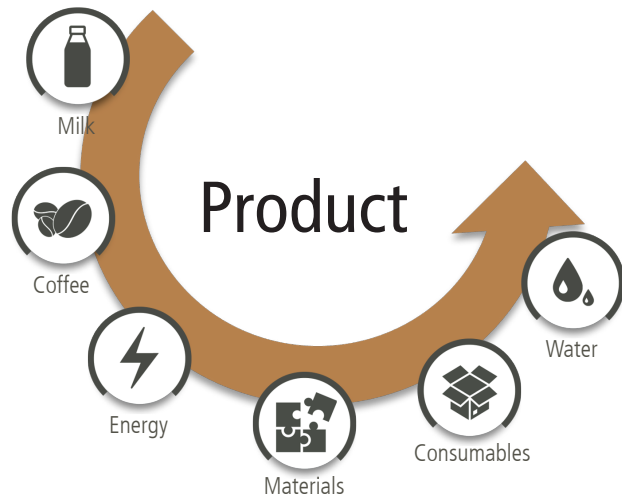 Milk
Product
Coffee
Energy
Materials
Consumables
Water